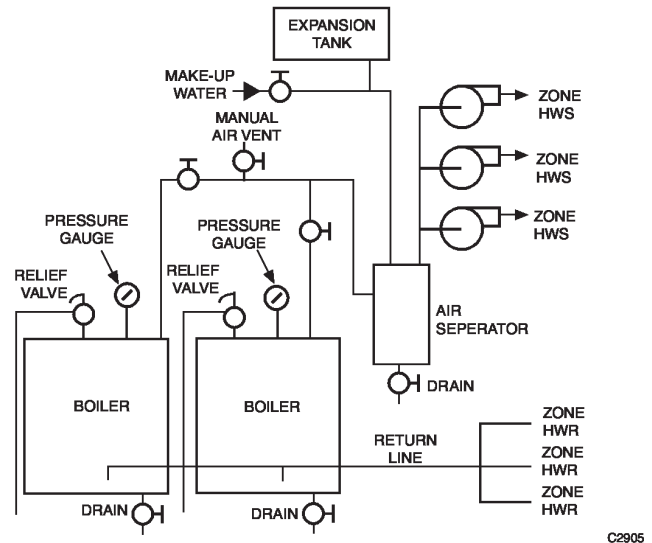 EXPANSION
TANK
MAKE-UP
WATER
MANUAL
AIR VENT
ZONE
HWS
ZONE
HWS
ZONE
HWS
PRESSURE
GAUGE
PRESSURE
GAUGE
RELIEF
VALVE
RELIEF
VALVE
AIR
SEPERATOR
DRAIN
BOILER
BOILER
RETURN
LINE
ZONE
HWR
ZONE
HWR
ZONE
HWR
DRAIN
DRAIN
C2905